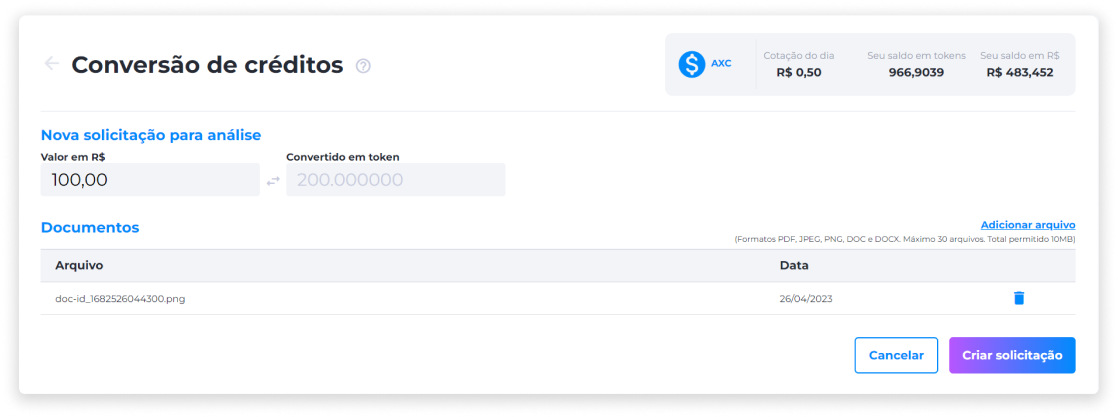 Conversão de créditos
AXC
Cotação do dia
R$ 0,50
Seu saldo em tokens
966,9039
Seu saldo em R$
R$ 483,452
Nova solicitação para análise
Valor em R$
100,00
Convertido em token
200.000000
Documentos
Adicionar arquivo
(Formatos PDF, JPEG, PNG, DOC e DOCX. Máximo 30 arquivos. Total permitido 10MB)
Arquivo
Data
doc-id_1682526044300.png
26/04/2023
Cancelar
Criar solicitação